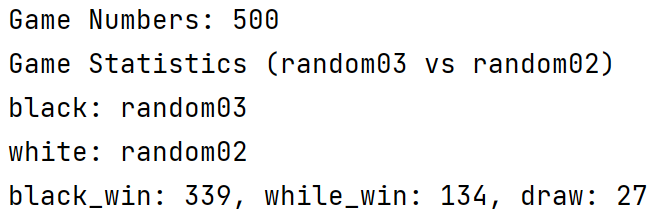 Game Numbers: 500
Game Statistics (random03 vs random02)
black: random03
white: random02
black_win: 339, while_win: 134, draw: 27